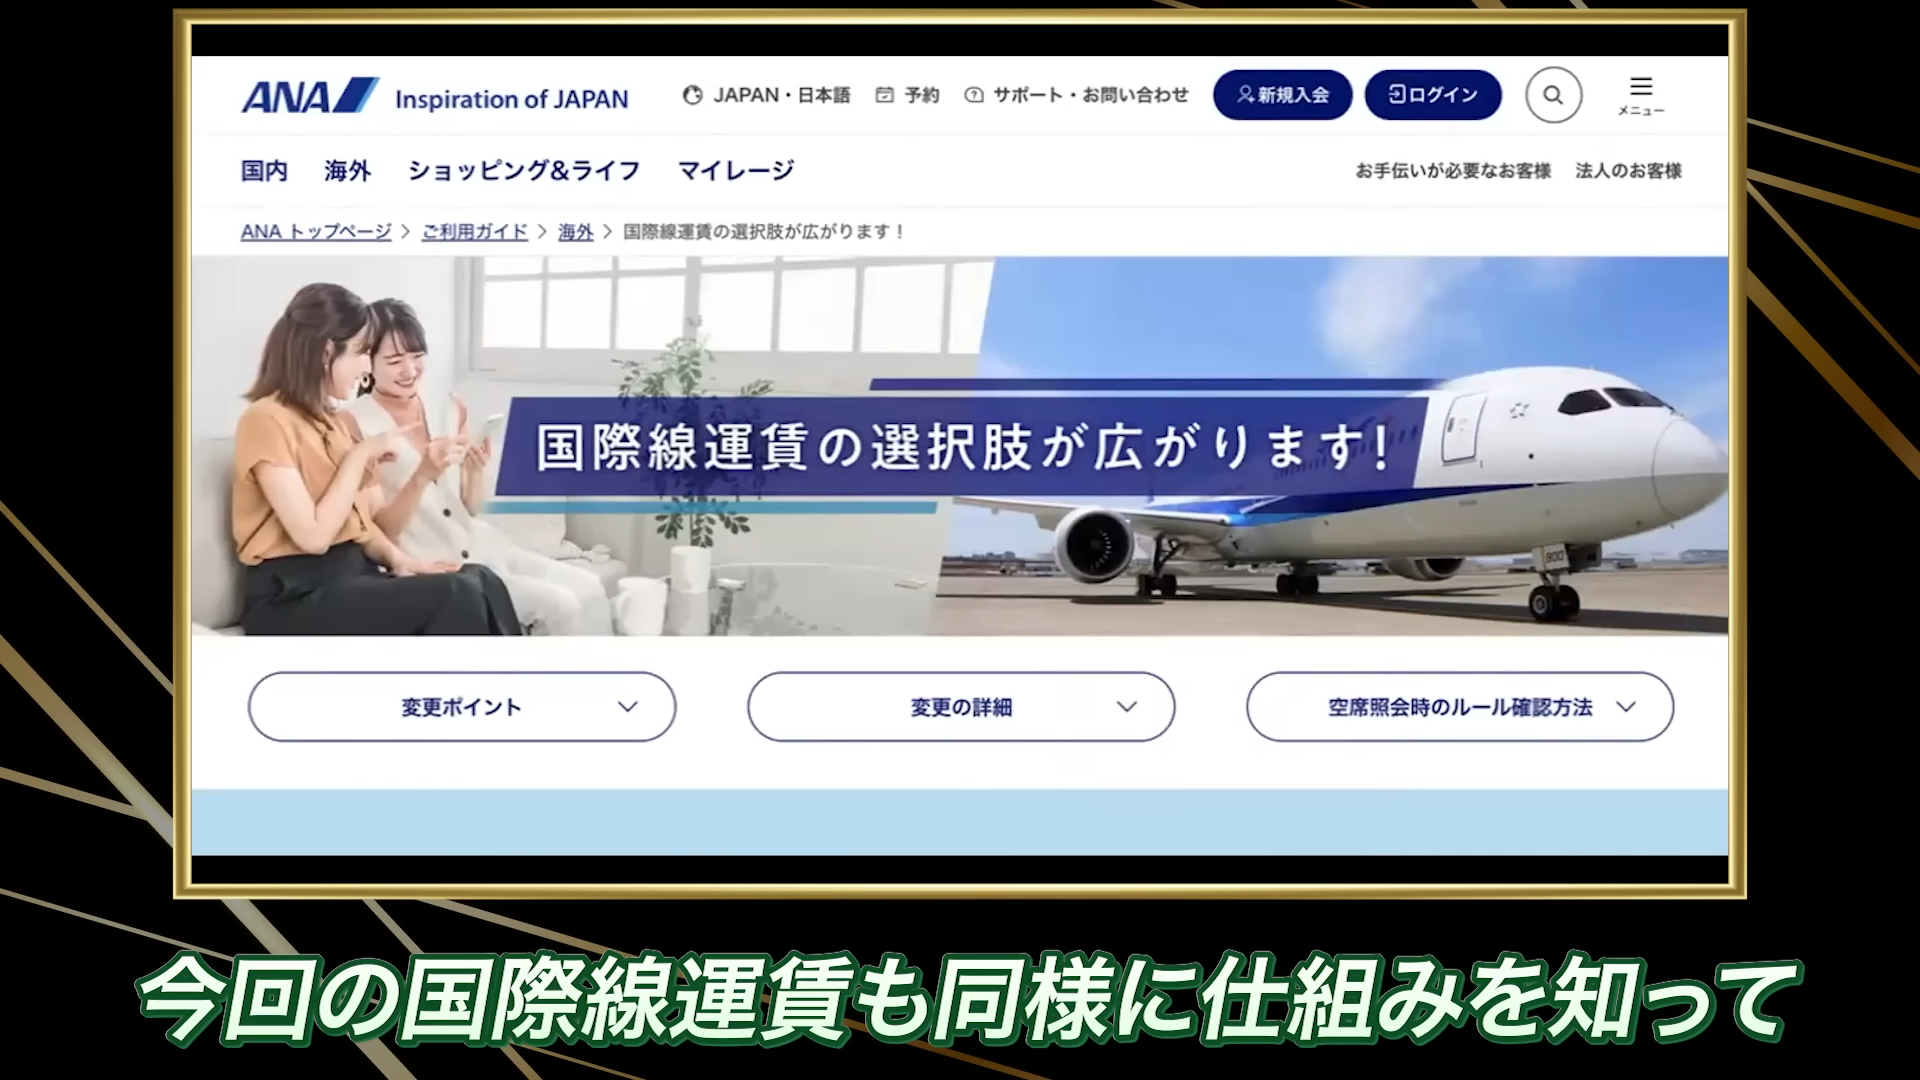 ANA Inspiration of JAPAN
JAPAN・日本語 予約 サポート・お問い合わせ 新規入会 ログイン メニュー
国内 海外 ショッピング&ライフ マイレージ
お手伝いが必要なお客様 法人のお客様
ANA トップページ > ご利用ガイド > 海外 > 国際線運賃の選択肢が広がります！
国際線運賃の選択肢が広がります!
900
変更ポイント 変更の詳細 空席照会時のルール確認方法
今回の国際線運賃も同様に仕組みを知って